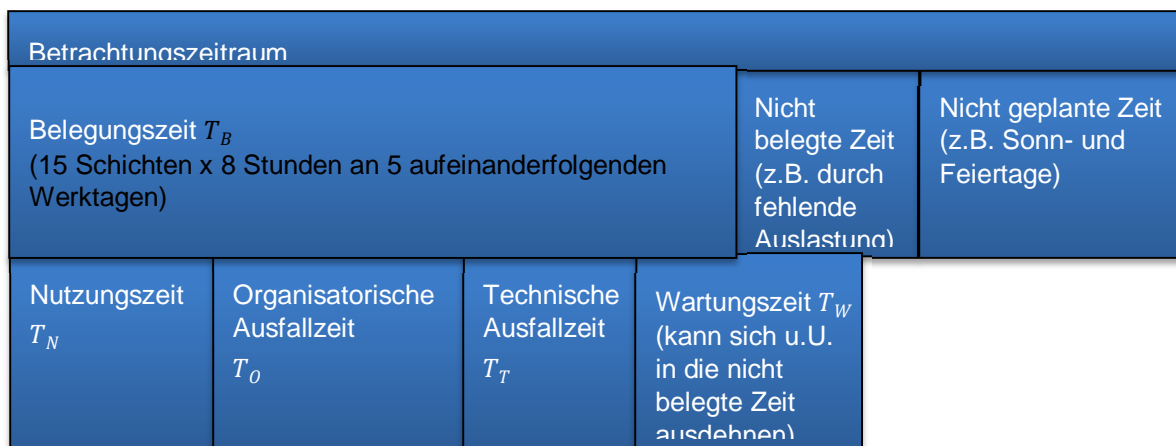 Betrachtungszeitraum
Belegungszeit T_B
(15 Schichten x 8 Stunden an 5 aufeinanderfolgenden
Werktagen)
Nicht
belegte Zeit
(z.B. durch
fehlende
Auslastung)
Nicht geplante Zeit
(z.B. Sonn- und
Feiertage)
Nutzungszeit
T_N
Organisatorische
Ausfallzeit
T_O
Technische
Ausfallzeit
T_T
Wartungszeit T_W
(kann sich u.U.
in die nicht
belegte Zeit
ausdehnen)